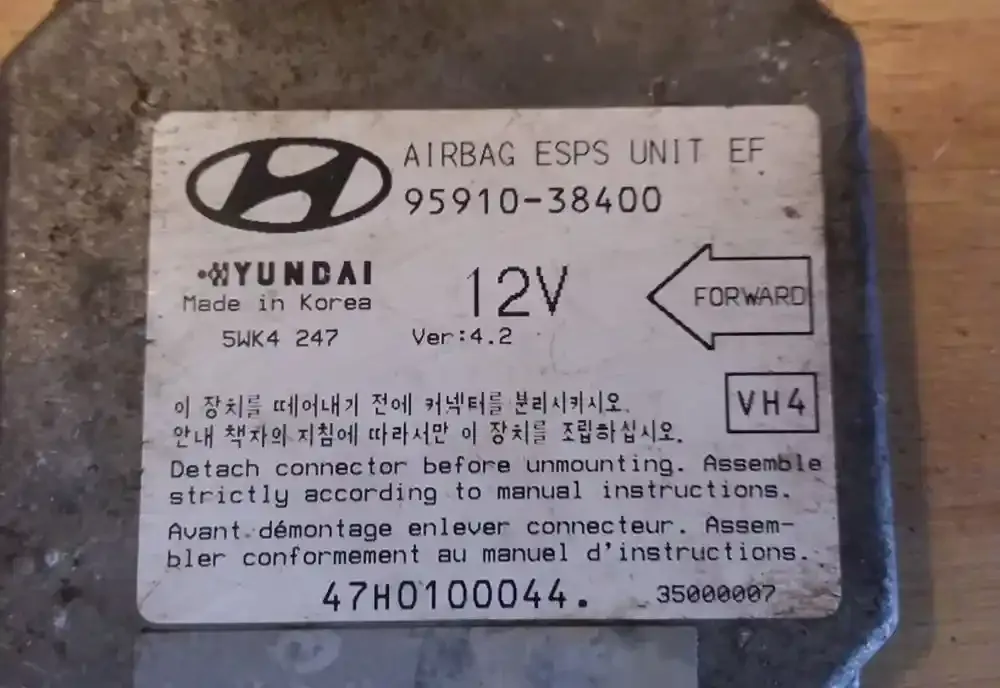 AIRBAG ESPS UNIT EF
95910-38400
HYUNDAI
Made in Korea
12V
FORWARD
5WK4 247
Ver:4.2
VH4
이 장치를 떼어내기 전에 커넥터를 분리시키시오.
안내 책자의 지침에 따라서만 이 장치를 조립하십시오.
Detach connector before unmounting. Assemble
strictly according to manual instructions.
Avant démontage enlever connecteur. Assem-
bler conformement au manuel d'instructions.
47H0100044.
35000007